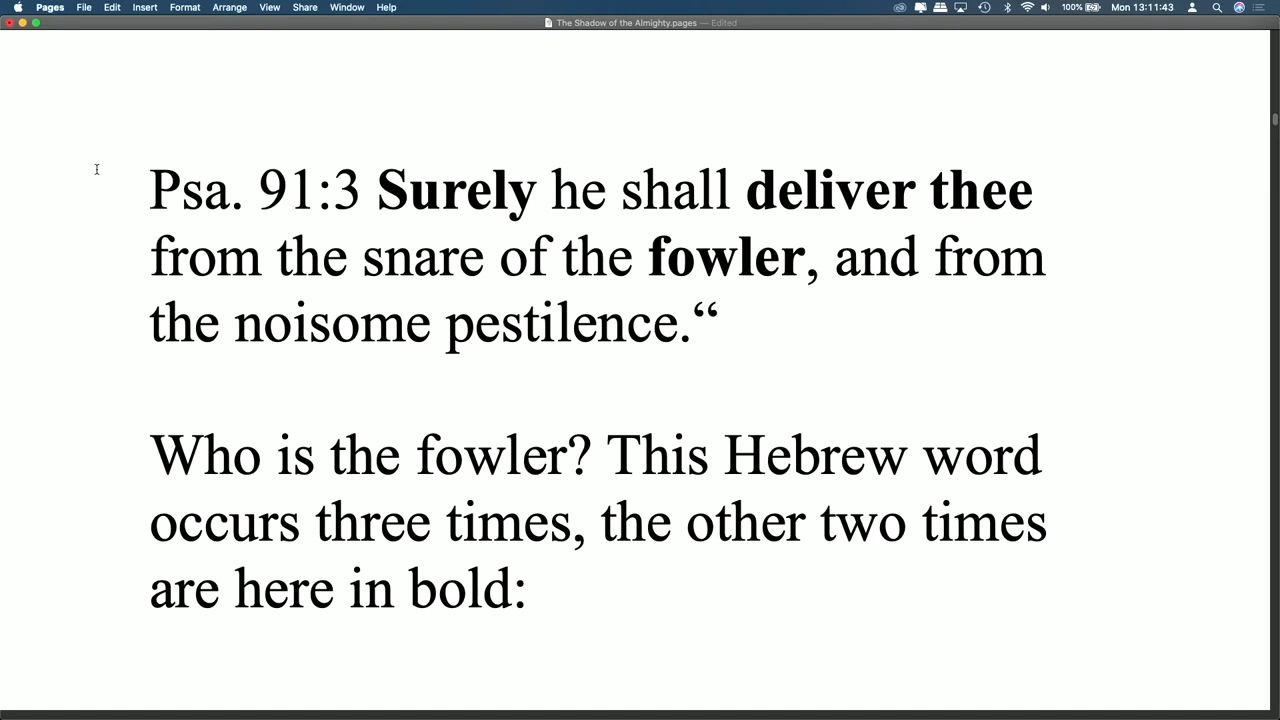 Pages File Edit Insert Format Arrange View Share Window Help 100% Mon 13:11:43
The Shadow of the Almighty.pages — Edited
Psa. 91:3 Surely he shall deliver thee
from the snare of the fowler, and from
the noisome pestilence.“
Who is the fowler? This Hebrew word
occurs three times, the other two times
are here in bold: